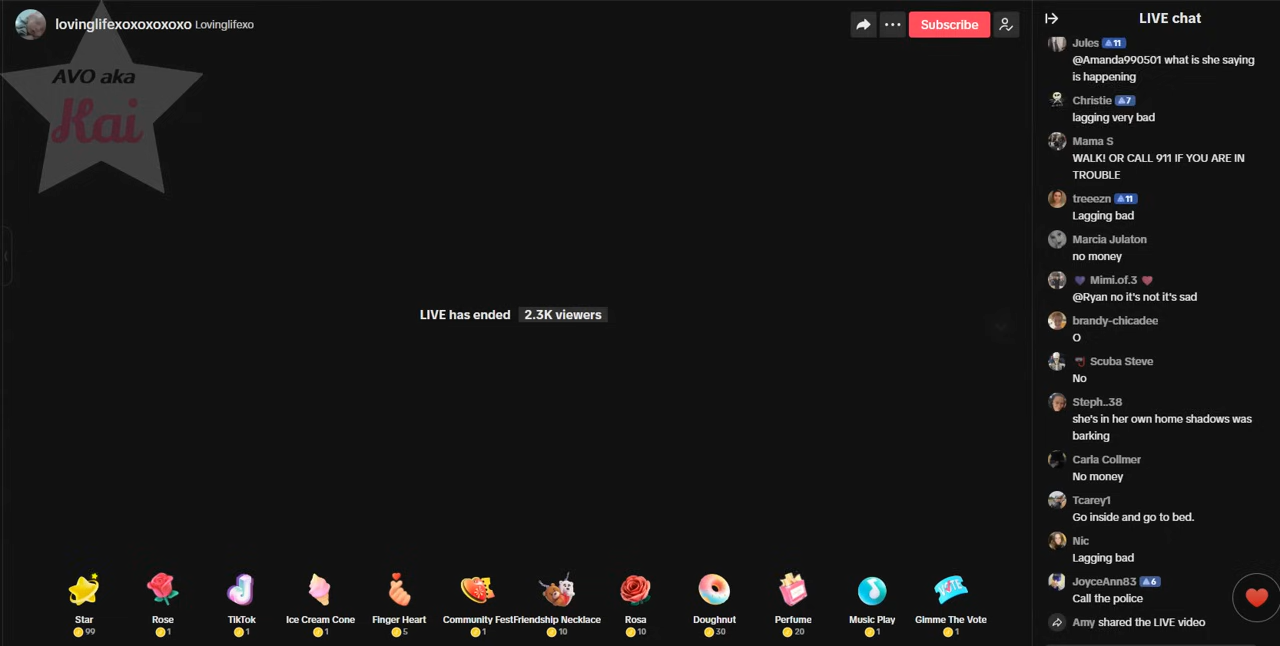 lovinglifexoxoxoxoxo Lovinglifexo
Subscribe
AVO aka
Kai
LIVE has ended 2.3K viewers
Star
99
Rose
1
TikTok
1
Ice Cream Cone
1
Finger Heart
5
Community Fest
1
Friendship Necklace
10
Rosa
10
Doughnut
30
Perfume
20
Music Play
1
VOTE
Gimme The Vote
1
LIVE chat
Jules 11
@Amanda990501 what is she saying
is happening
Christie 7
lagging very bad
Mama S
WALK! OR CALL 911 IF YOU ARE IN
TROUBLE
treeezn 11
Lagging bad
Marcia Julaton
no money
💜 Mimi.of.3 ❤️
@Ryan no it's not it's sad
brandy-chicadee
O
🤿 Scuba Steve
No
Steph..38
she's in her own home shadows was
barking
Carla Collmer
No money
Tcarey1
Go inside and go to bed.
Nic
Lagging bad
JoyceAnn83 6
Call the police
Amy shared the LIVE video